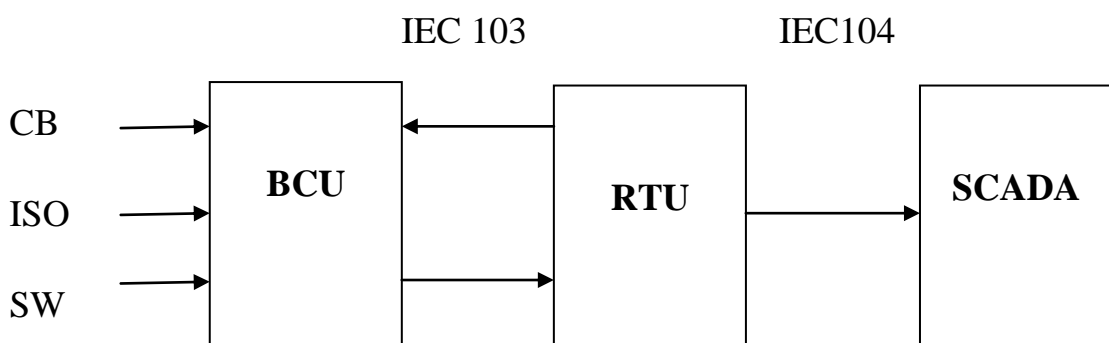 IEC 103
IEC104
CB
ISO
SW
BCU
RTU
SCADA